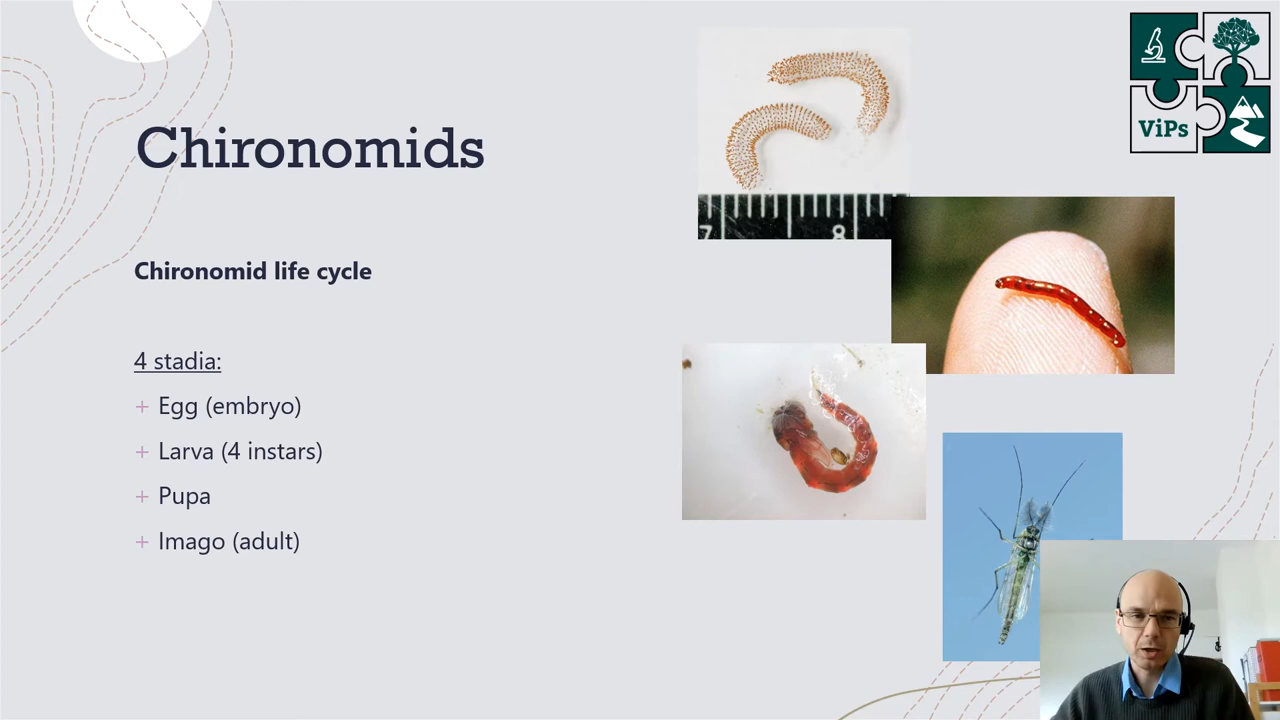 Chironomids
Chironomid life cycle
4 stadia:
+ Egg (embryo)
+ Larva (4 instars)
+ Pupa
+ Imago (adult)
7 8
ViPs